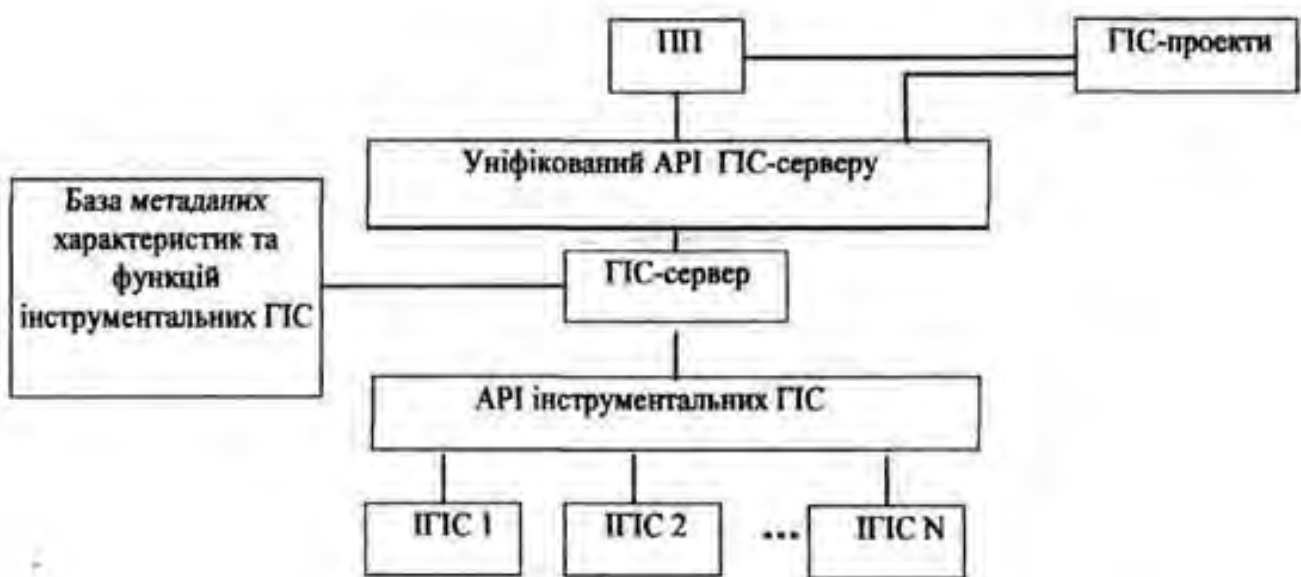 ПП
ГІС-проекти
Уніфікований АРІ ГІС-серверу
База метаданих
характеристик та
функцій
інструментальних ГІС
ГІС-сервер
АРІ інструментальних ГІС
ІГІС 1
ІГІС 2
...
ІГІС N